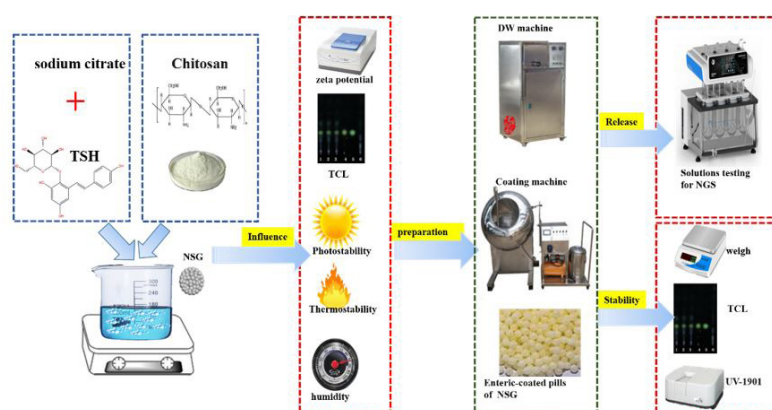 sodium citrate
+
TSH
Chitosan
NSG
Influence
zeta potential
TCL
Photostability
Thermostability
humidity
preparation
DW machine
Coating machine
Enteric-coated pills
of NSG
Release
Stability
Solutions testing
for NGS
weigh
TCL
UV-1901